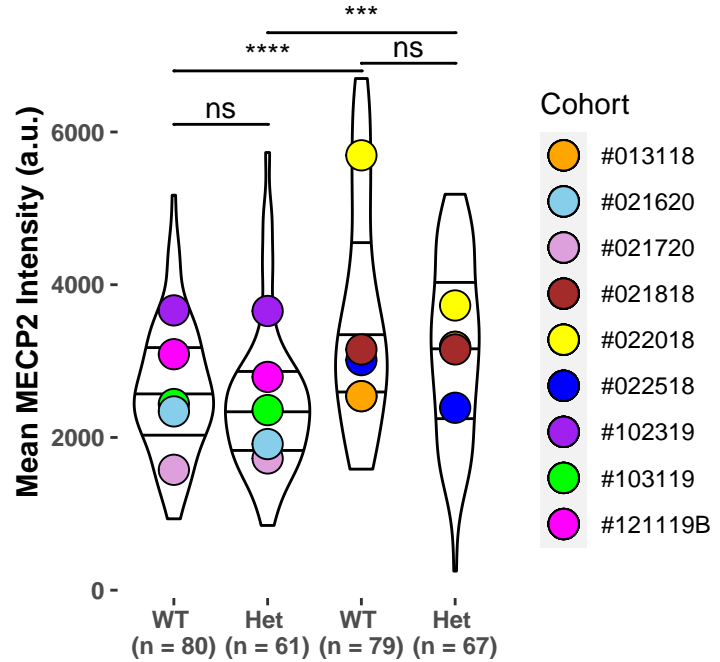 ***
****
ns
ns
Mean MECP2 Intensity (a.u.)
6000
4000
2000
0
WT
(n = 80)
Het
(n = 61)
WT
(n = 79)
Het
(n = 67)
Cohort
#013118
#021620
#021720
#021818
#022018
#022518
#102319
#103119
#121119B